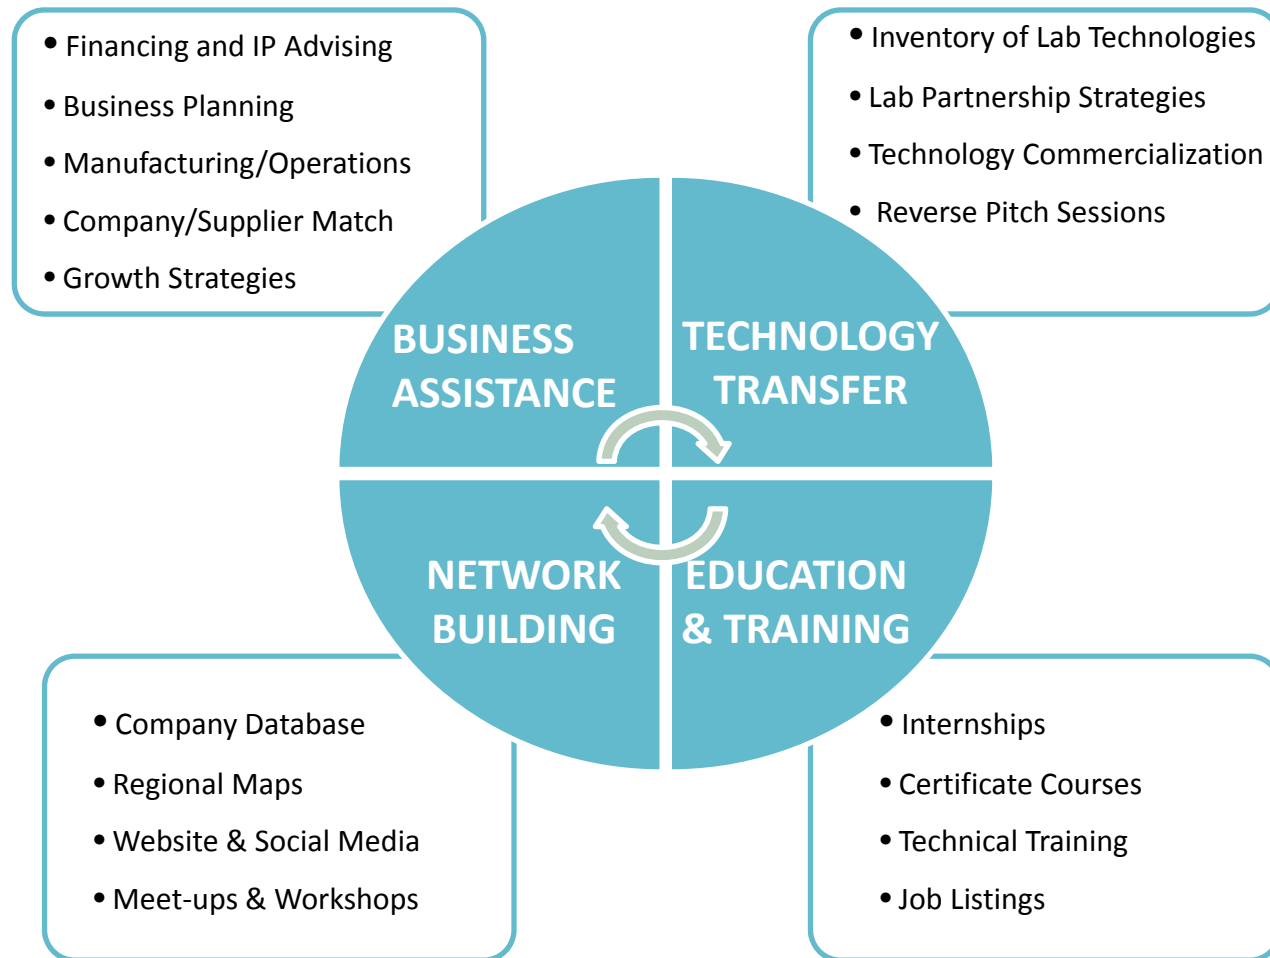 • Financing and IP Advising
• Business Planning
• Manufacturing/Operations
• Company/Supplier Match
• Growth Strategies
• Inventory of Lab Technologies
• Lab Partnership Strategies
• Technology Commercialization
• Reverse Pitch Sessions
BUSINESS
ASSISTANCE
TECHNOLOGY
TRANSFER
NETWORK
BUILDING
EDUCATION
& TRAINING
• Company Database
• Regional Maps
• Website & Social Media
• Meet-ups & Workshops
• Internships
• Certificate Courses
• Technical Training
• Job Listings